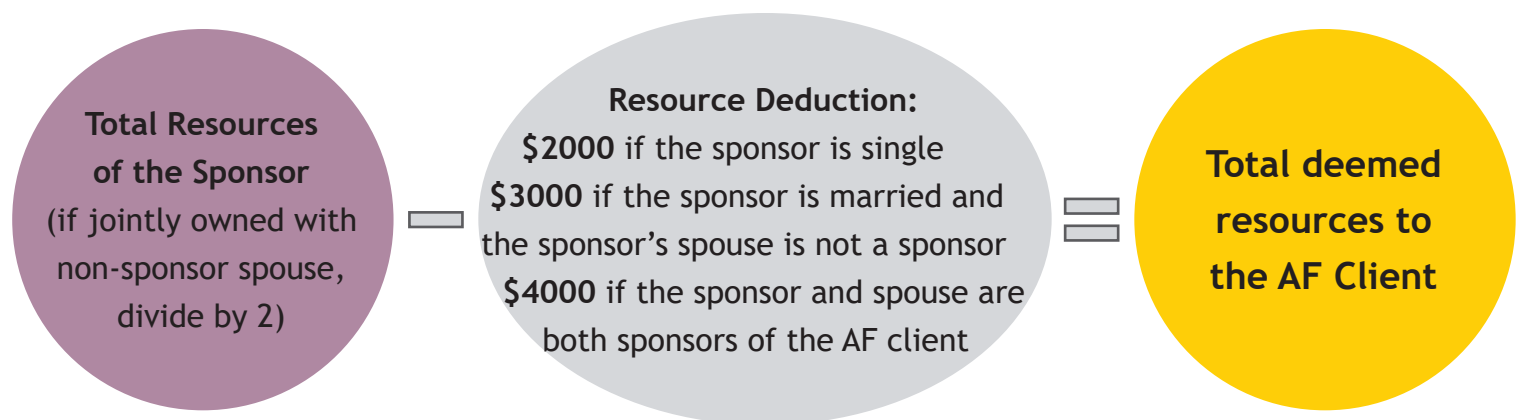 Total Resources
of the Sponsor
(if jointly owned with
non-sponsor spouse,
divide by 2)
Resource Deduction:
$2000 if the sponsor is single
$3000 if the sponsor is married and
the sponsor’s spouse is not a sponsor
$4000 if the sponsor and spouse are
both sponsors of the AF client
Total deemed
resources to
the AF Client